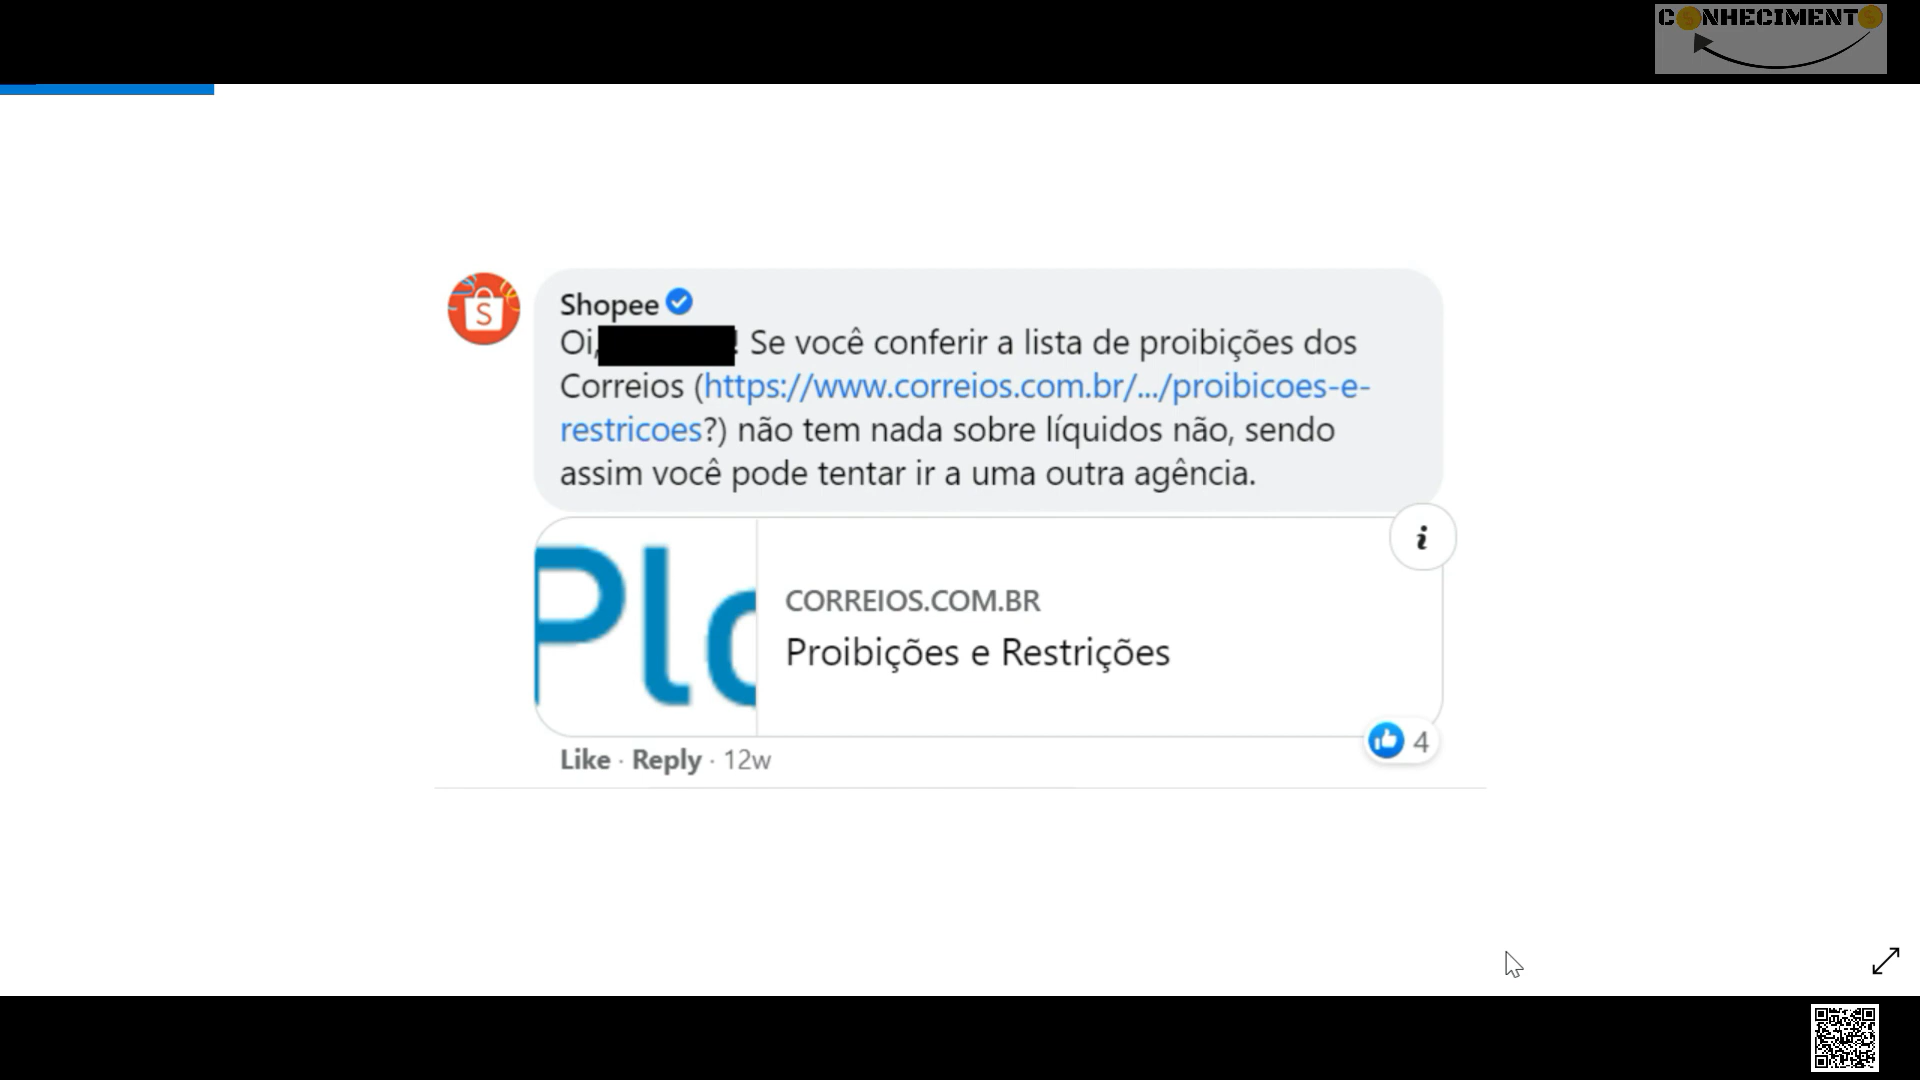 CONHECIMENTO
Shopee
Oi, ! Se você conferir a lista de proibições dos
Correios (https://www.correios.com.br/.../proibicoes-e-
restricoes?) não tem nada sobre líquidos não, sendo
assim você pode tentar ir a uma outra agência.
i
Plo
CORREIOS.COM.BR
Proibições e Restrições
4
Like · Reply · 12w